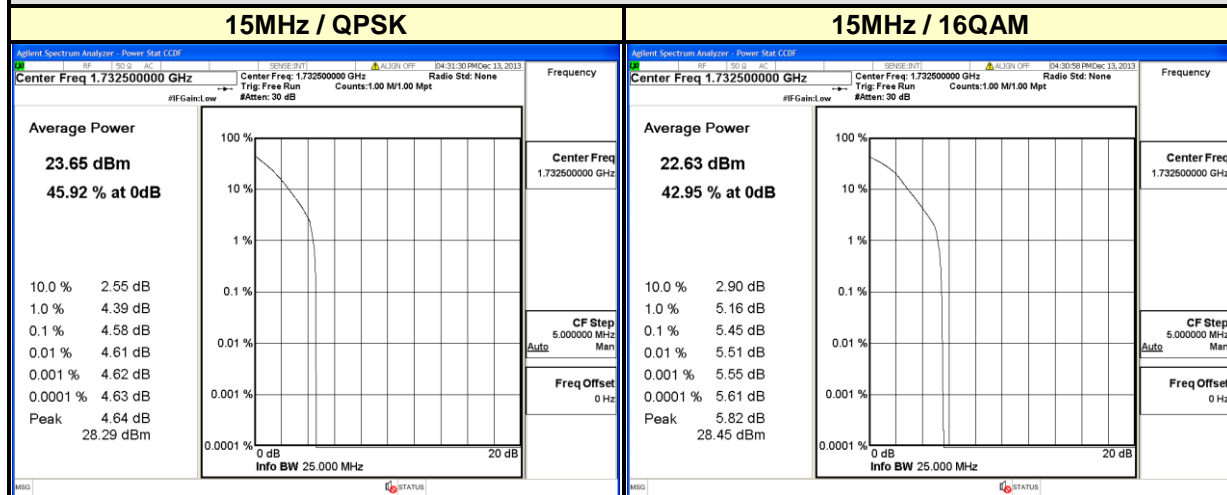 15MHz / QPSK
Agilent Spectrum Analyzer - Power Stat CCDF
RF 50 Ω AC SENSE:INT ALIGN OFF 04:31:30 PM Dec 13, 2013
Center Freq 1.732500000 GHz
Center Freq: 1.732500000 GHz Radio Std: None
Trig: Free Run Counts:1.00 M/1.00 Mpt
#IFGain:Low #Atten: 30 dB
Frequency
Average Power
23.65 dBm
45.92 % at 0dB
10.0 % 2.55 dB
1.0 % 4.39 dB
0.1 % 4.58 dB
0.01 % 4.61 dB
0.001 % 4.62 dB
0.0001 % 4.63 dB
Peak 4.64 dB
28.29 dBm
100 %
10 %
1 %
0.1 %
0.01 %
0.001 %
0.0001 %
0 dB 20 dB
Info BW 25.000 MHz
Center Freq
1.732500000 GHz
CF Step
5.000000 MHz
Auto Man
Freq Offset
0 Hz
MSG STATUS
15MHz / 16QAM
Agilent Spectrum Analyzer - Power Stat CCDF
RF 50 Ω AC SENSE:INT ALIGN OFF 04:30:58 PM Dec 13, 2013
Center Freq 1.732500000 GHz
Center Freq: 1.732500000 GHz Radio Std: None
Trig: Free Run Counts:1.00 M/1.00 Mpt
#IFGain:Low #Atten: 30 dB
Frequency
Average Power
22.63 dBm
42.95 % at 0dB
10.0 % 2.90 dB
1.0 % 5.16 dB
0.1 % 5.45 dB
0.01 % 5.51 dB
0.001 % 5.55 dB
0.0001 % 5.61 dB
Peak 5.82 dB
28.45 dBm
100 %
10 %
1 %
0.1 %
0.01 %
0.001 %
0.0001 %
0 dB 20 dB
Info BW 25.000 MHz
Center Freq
1.732500000 GHz
CF Step
5.000000 MHz
Auto Man
Freq Offset
0 Hz
MSG STATUS